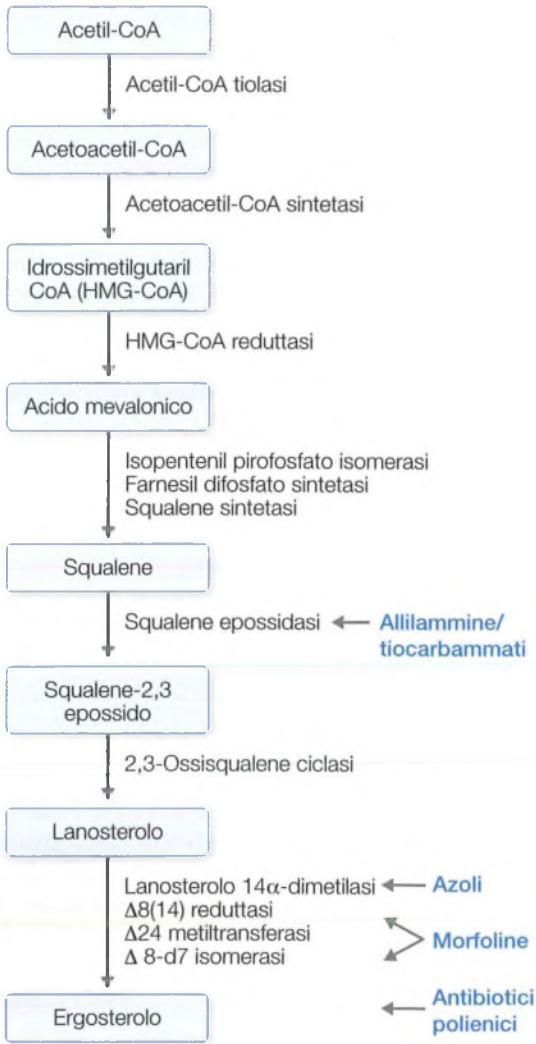 Acetil-CoA
Acetil-CoA tiolasi
Acetoacetil-CoA
Acetoacetil-CoA sintetasi
Idrossimetilgutaril
CoA (HMG-CoA)
HMG-CoA reduttasi
Acido mevalonico
Isopentenil pirofosfato isomerasi
Farnesil difosfato sintetasi
Squalene sintetasi
Squalene
Squalene epossidasi
Allilammine/
tiocarbammati
Squalene-2,3
epossido
2,3-Ossisqualene ciclasi
Lanosterolo
Lanosterolo 14α-dimetilasi
Azoli
Δ8(14) reduttasi
Δ24 metiltransferasi
Δ 8-d7 isomerasi
Morfoline
Ergosterolo
Antibiotici
polienici